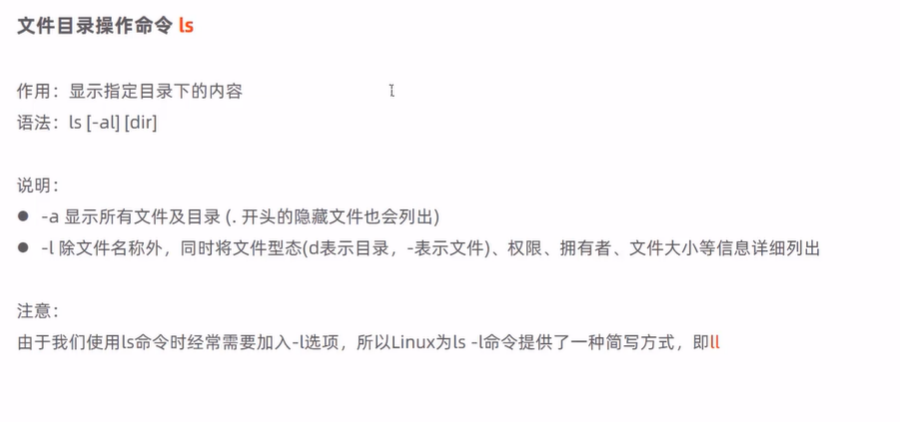 文件目录操作命令 ls
作用：显示指定目录下的内容
语法：ls [-al] [dir]
说明：
● -a 显示所有文件及目录 (. 开头的隐藏文件也会列出)
● -l 除文件名称外，同时将文件型态(d表示目录，-表示文件)、权限、拥有者、文件大小等信息详细列出
注意：
由于我们使用ls命令时经常需要加入-l选项，所以Linux为ls -l命令提供了一种简写方式，即ll